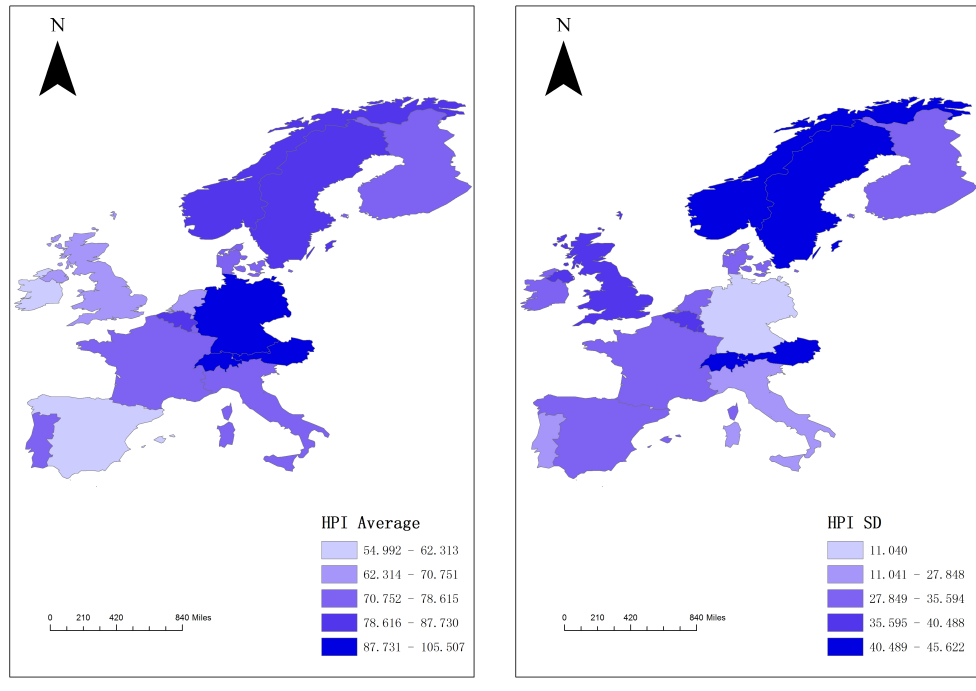 N
HPI Average
54.992 - 62.313
62.314 - 70.751
70.752 - 78.615
78.616 - 87.730
87.731 - 105.507
0 210 420 840 Miles
N
HPI SD
11.040
11.041 - 27.848
27.849 - 35.594
35.595 - 40.488
40.489 - 45.622
0 210 420 840 Miles